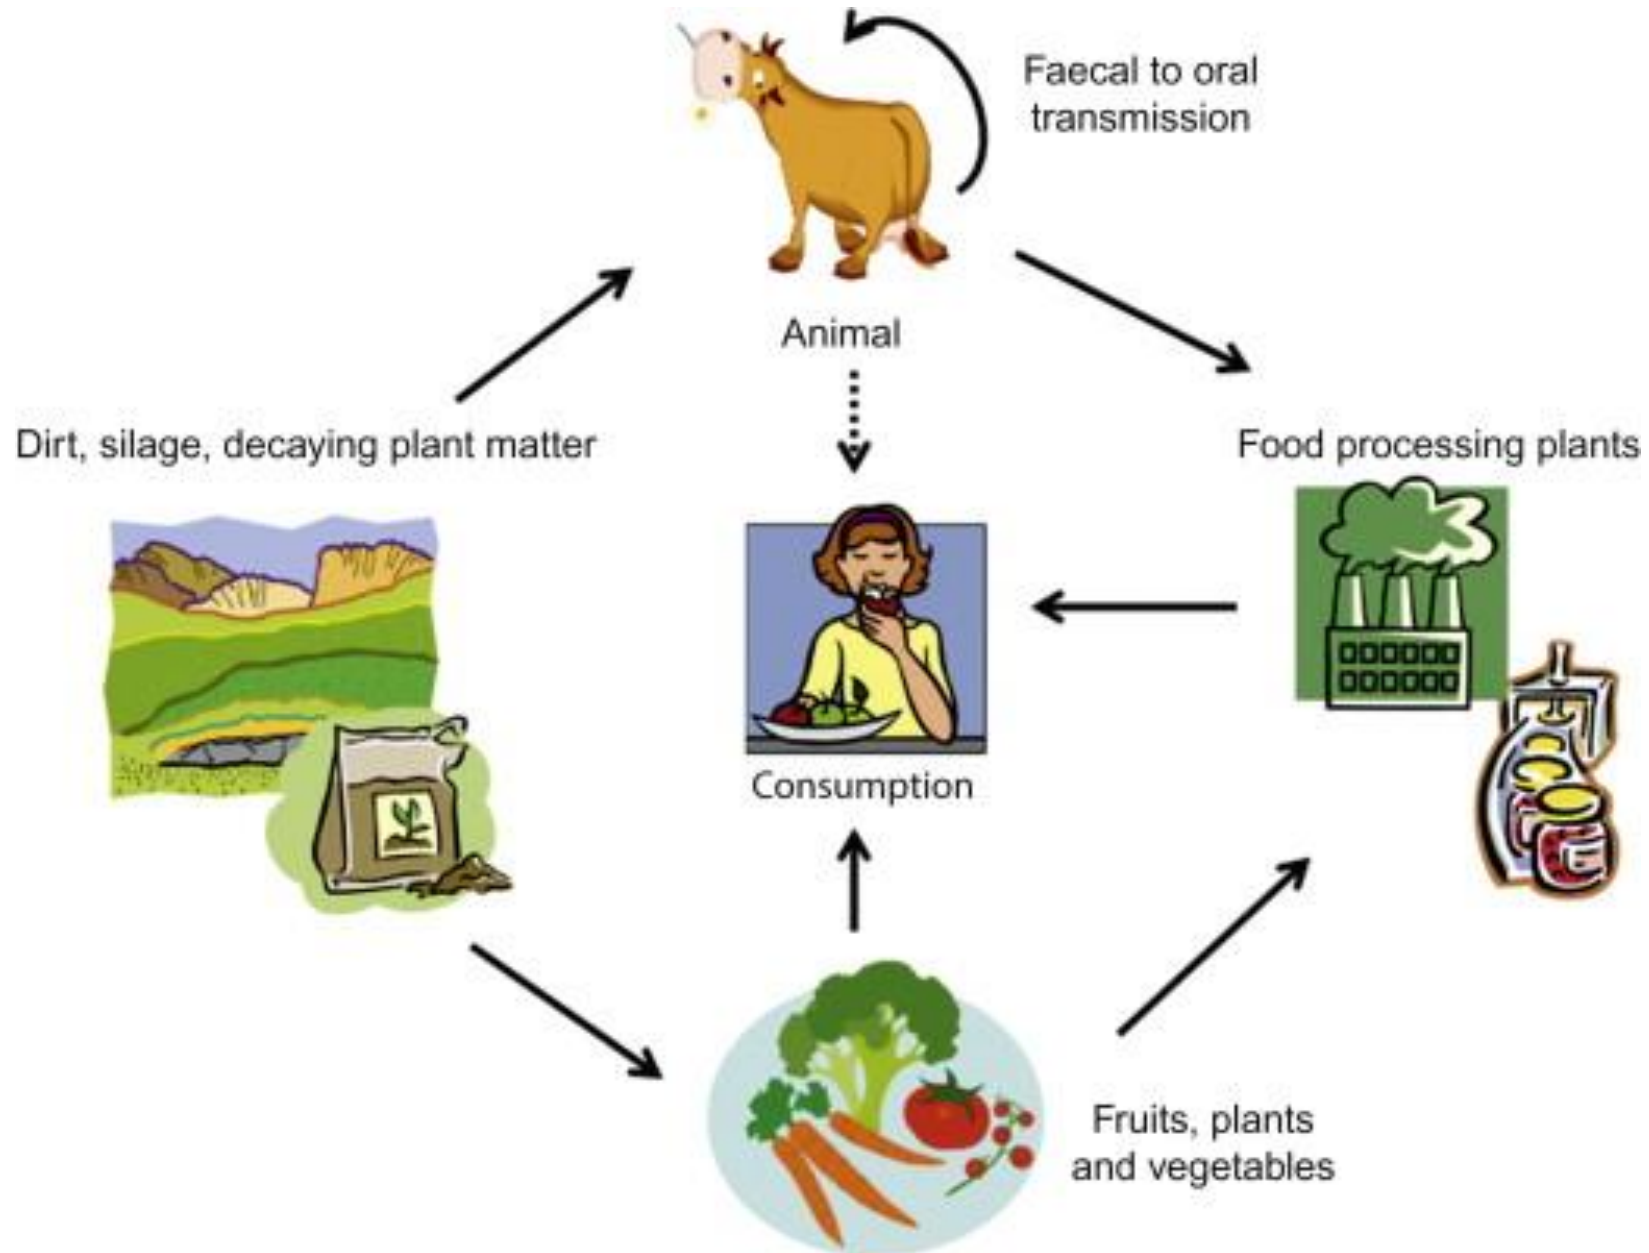 Faecal to oral
transmission
Animal
Dirt, silage, decaying plant matter
Food processing plants
Consumption
Fruits, plants
and vegetables